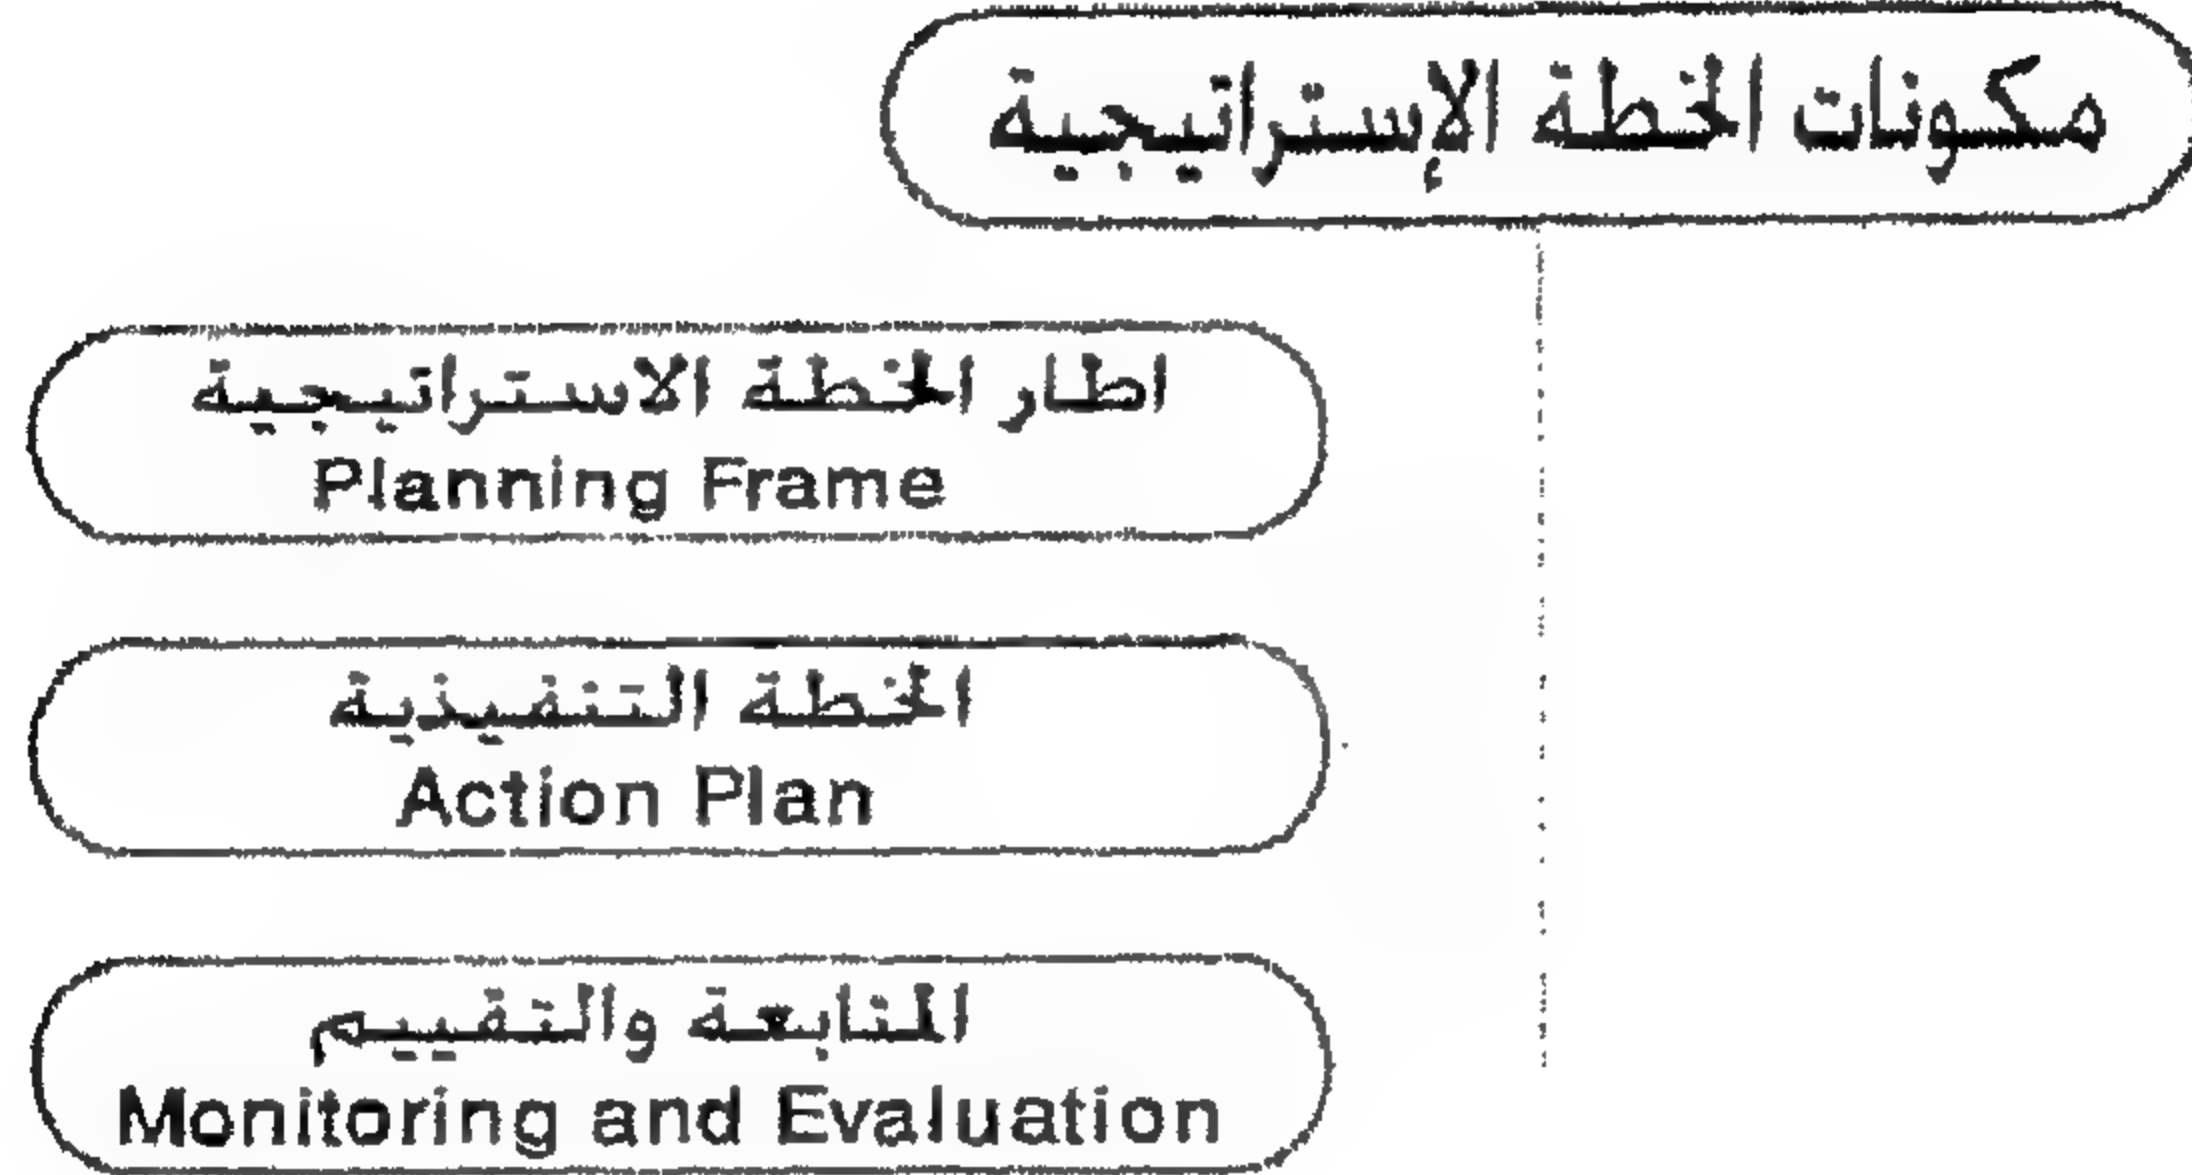 مكونات الخطة الإستراتيجية
اطار الخطة الاستراتيجية
Planning Frame
الخطة التنفيذية
Action Plan
المتابعة والتقييم
Monitoring and Evaluation